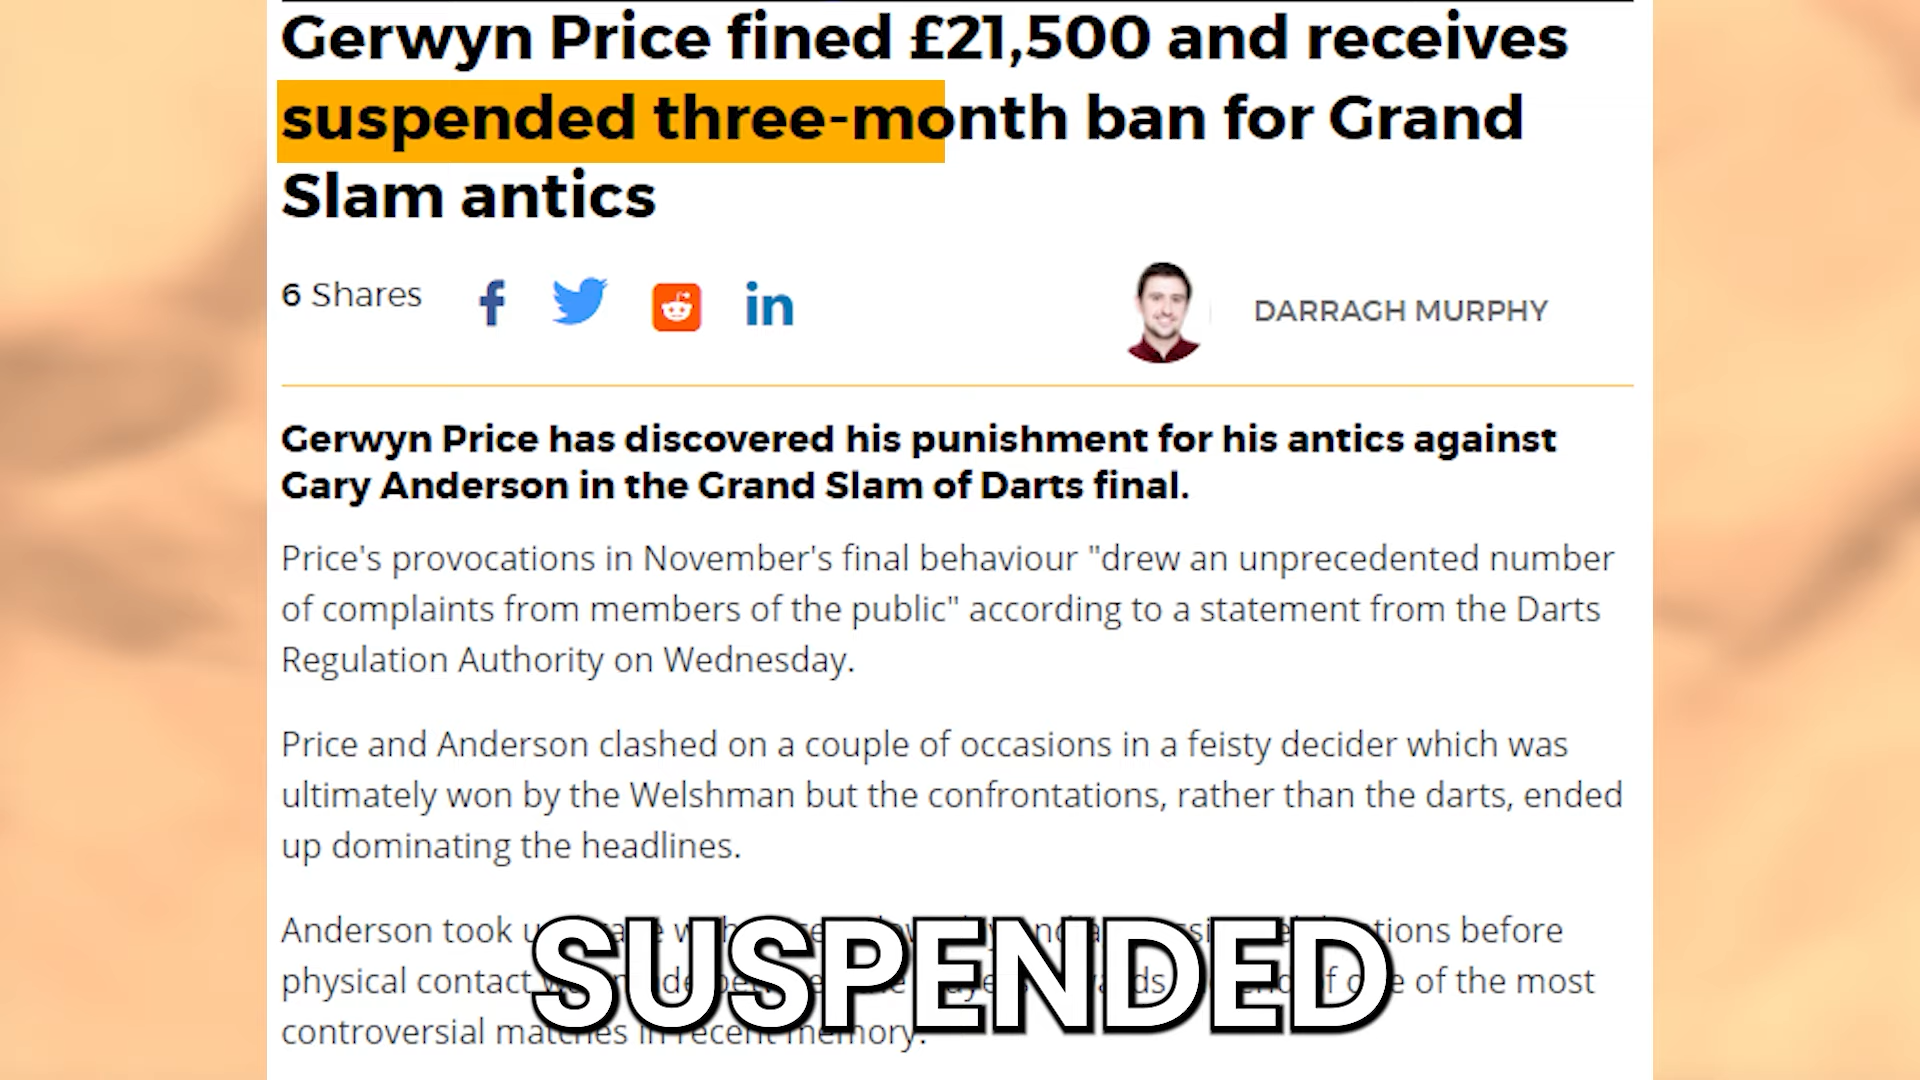 Gerwyn Price fined £21,500 and receives
suspended three-month ban for Grand
Slam antics
6 Shares
DARRAGH MURPHY
Gerwyn Price has discovered his punishment for his antics against
Gary Anderson in the Grand Slam of Darts final.
Price's provocations in November's final behaviour "drew an unprecedented number
of complaints from members of the public" according to a statement from the Darts
Regulation Authority on Wednesday.
Price and Anderson clashed on a couple of occasions in a feisty decider which was
ultimately won by the Welshman but the confrontations, rather than the darts, ended
up dominating the headlines.
Anderson took before
physical contact of the most
controversial matches in recent memory.
SUSPENDED